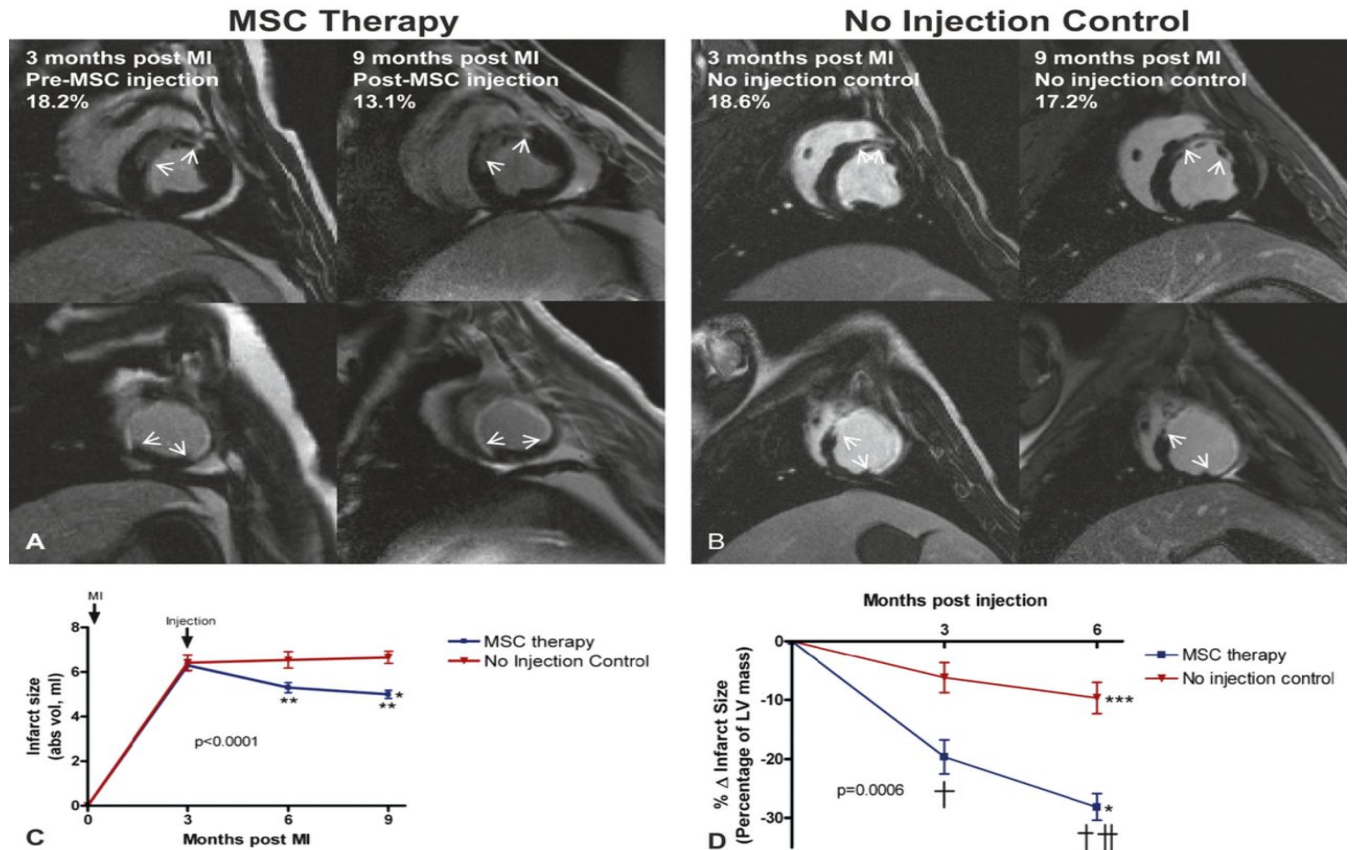 MSC Therapy
No Injection Control
3 months post MI
Pre-MSC injection
18.2%
9 months post MI
Post-MSC injection
13.1%
3 months post MI
No injection control
18.6%
9 months post MI
No injection control
17.2%
A
B
MI
Injection
8
6
4
2
0
Infarct size
(abs vol, ml)
**
**
*
p<0.0001
0
3
6
9
Months post MI
MSC therapy
No Injection Control
C
Months post injection
3
6
0
-10
-20
-30
% Δ Infarct Size
(Percentage of LV mass)
***
*
p=0.0006
†
† ‡‡
MSC therapy
No injection control
D